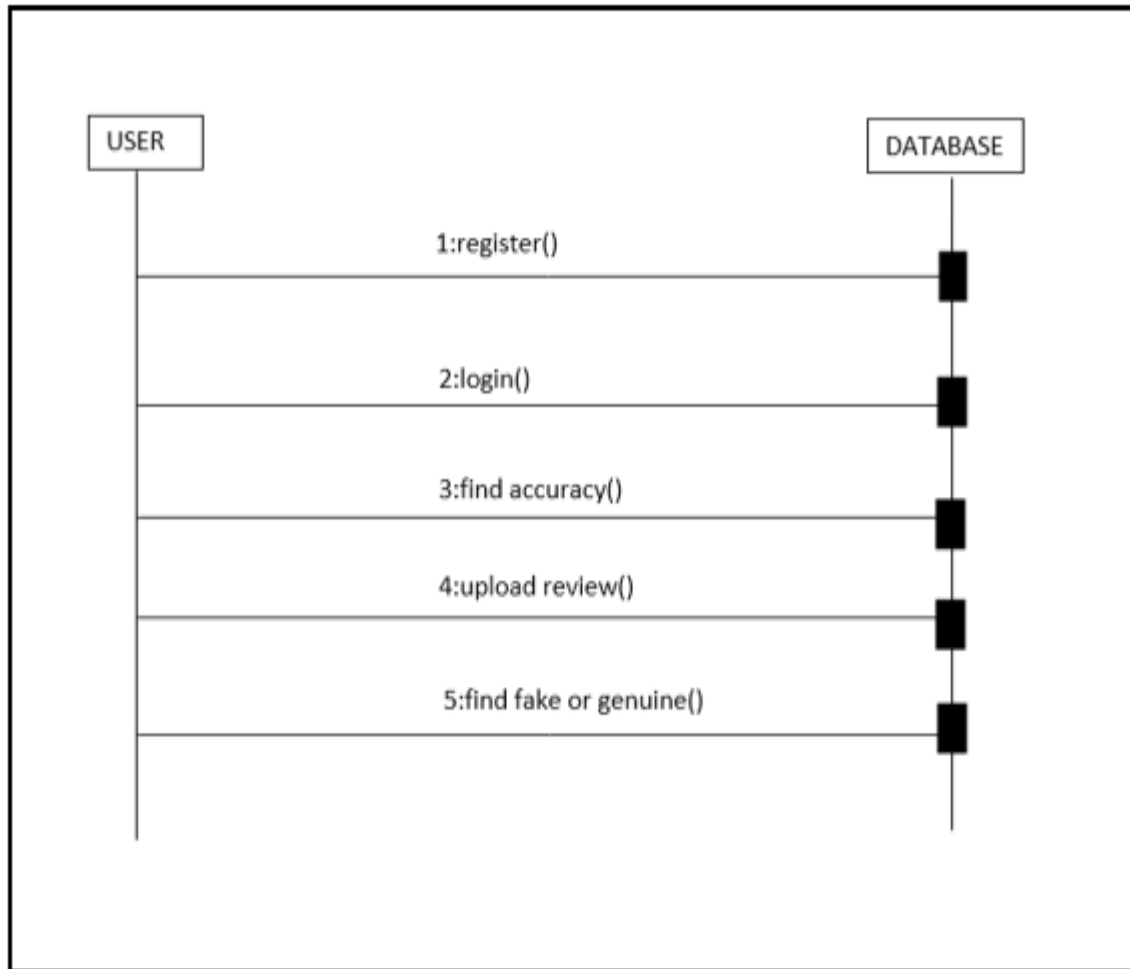 USER
DATABASE
1:register()
2:login()
3:find accuracy()
4:upload review()
5:find fake or genuine()